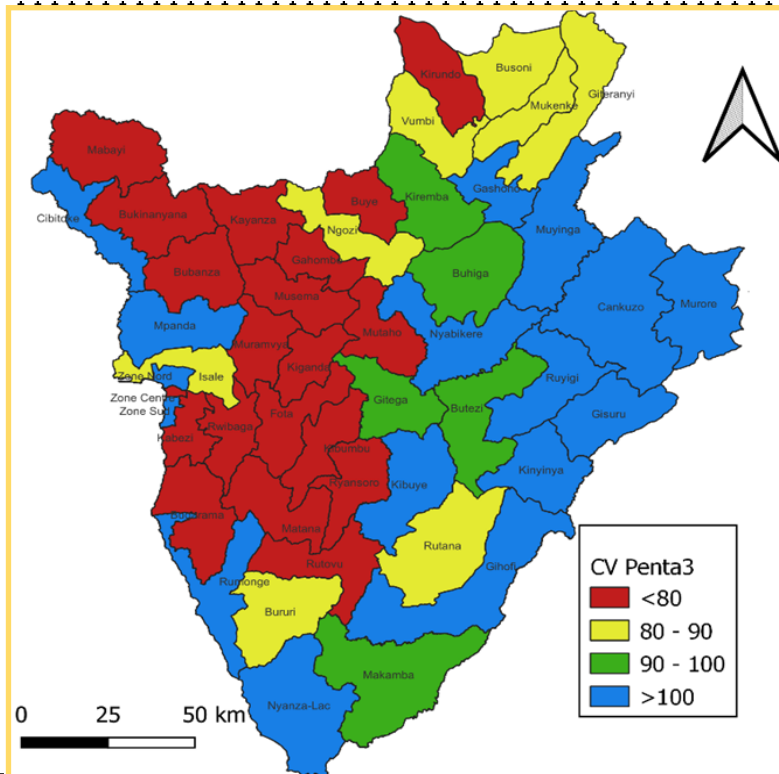 Kirundo
Busoni
Giteranyi
Mukenke
Vumbi
Mabayi
Kiremba
Gashoho
Cibitoke
Bukinanyana
Kayanza
Buye
Muyinga
Ngozi
Gahombo
Bubanza
Buhiga
Musema
Cankuzo
Murore
Mpanda
Mutaho
Nyabikere
Muramvya
Kiganda
Zone Nord
Isale
Ruyigi
Zone Centre
Zone Sud
Gitega
Butezi
Fota
Gisuru
Rwibaga
Kabezi
Kibumbu
Kinyinya
Ryansoro
Kibuye
Matana
Rutana
Rutovu
Gihofi
Rumonge
Bururi
Makamba
Nyanza-Lac
CV Penta3
<80
80 - 90
90 - 100
>100
0 25 50 km